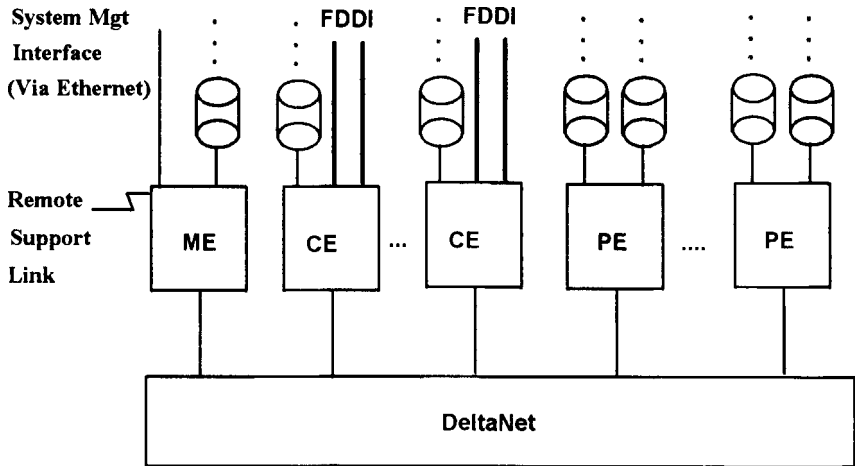 System Mgt
Interface
(Via Ethernet)
FDDI
FDDI
Remote
Support
Link
ME
CE
...
CE
PE
....
PE
DeltaNet